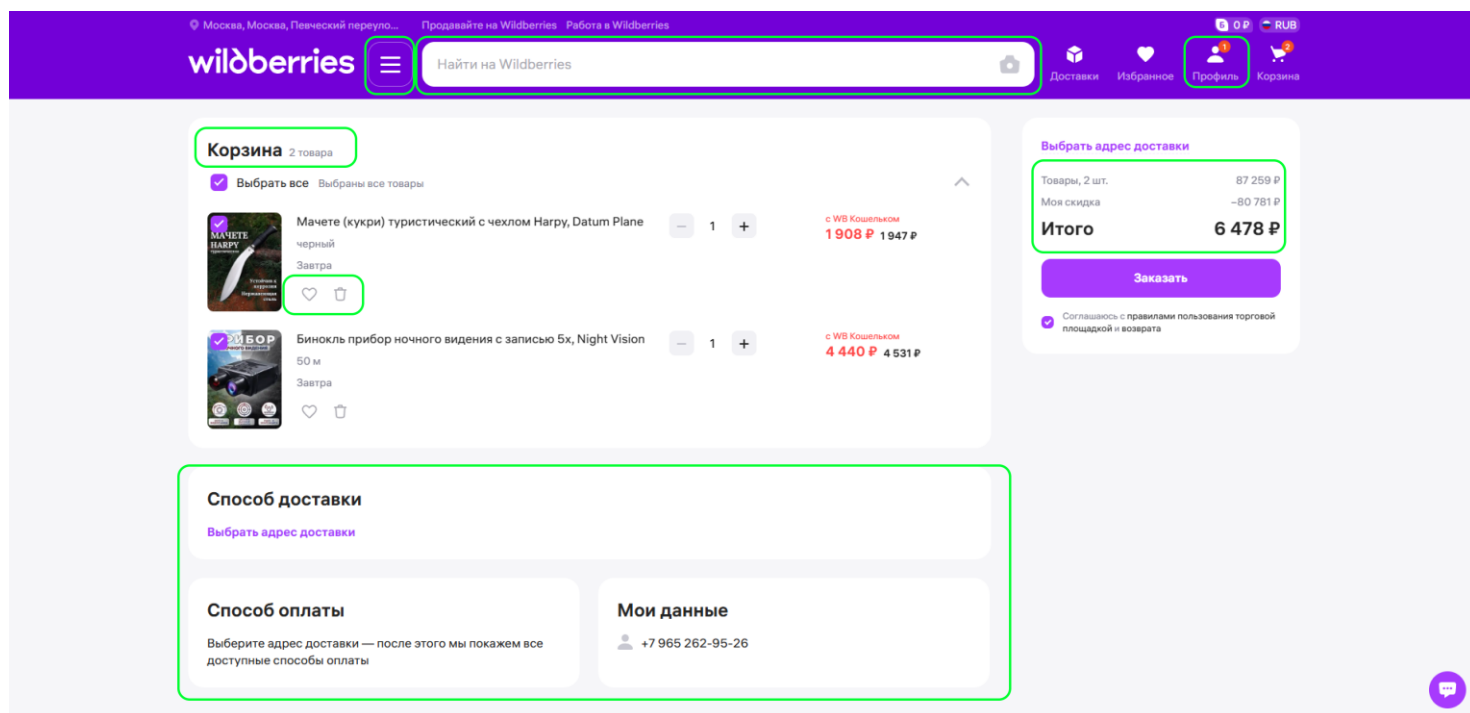 Москва, Москва, Певческий переуло...
Продавайте на Wildberries
Работа в Wildberries
Б 0 ₽
RUB
wildberries
Найти на Wildberries
Доставки
Избранное
1
Профиль
2
Корзина
Корзина 2 товара
Выбрать все Выбраны все товары
МАЧЕТЕ
HARPY
Мачете (кукри) туристический с чехлом Harpy, Datum Plane
черный
Завтра
1
с WB Кошельком
1 908 ₽ 1 947 ₽
Бинокль прибор ночного видения с записью 5x, Night Vision
50 м
Завтра
1
с WB Кошельком
4 440 ₽ 4 531 ₽
Выбрать адрес доставки
Товары, 2 шт. 87 259 ₽
Моя скидка −80 781 ₽
Итого 6 478 ₽
Заказать
Соглашаюсь с правилами пользования торговой
площадкой и возврата
Способ доставки
Выбрать адрес доставки
Способ оплаты
Выберите адрес доставки — после этого мы покажем все
доступные способы оплаты
Мои данные
+7 965 262-95-26